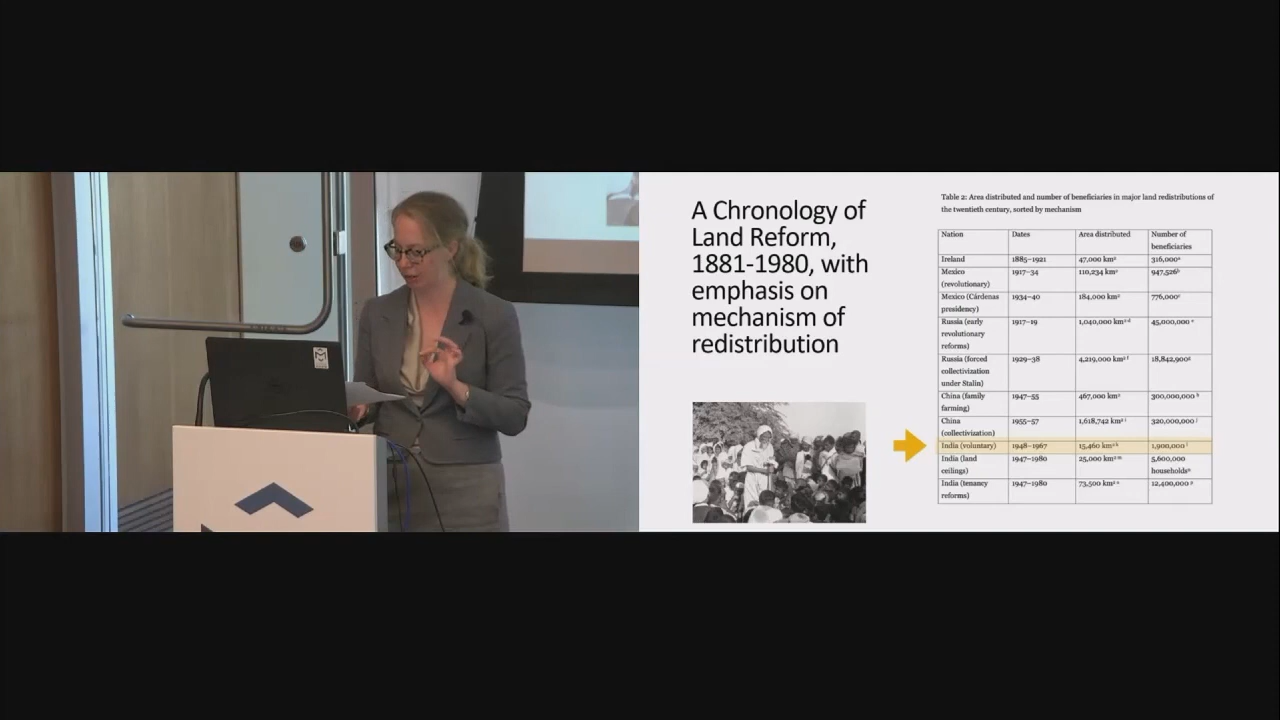 A Chronology of
Land Reform,
1881-1980, with
emphasis on
mechanism of
redistribution
Table 2: Area distributed and number of beneficiaries in major land redistributions of
the twentieth century, sorted by mechanism
Nation Dates Area distributed Number of
beneficiaries
Ireland 1885–1921 47,000 km² 316,000ᵃ
Mexico 1917–34 110,234 km² 947,526ᵇ
(revolutionary)
Mexico (Cárdenas 1934–40 184,000 km² 776,000ᶜ
presidency)
Russia (early 1917–19 1,040,000 km² ᵈ 45,000,000 ᵉ
revolutionary
reforms)
Russia (forced 1929–38 4,219,000 km² ᶠ 18,842,900ᵍ
collectivization
under Stalin)
China (family 1947–55 467,000 km² 300,000,000 ʰ
farming)
China 1955–57 1,618,742 km² ⁱ 320,000,000 ʲ
(collectivization)
India (voluntary) 1948–1967 15,460 km² ᵏ 1,900,000 ˡ
India (land 1947–1980 25,000 km² ᵐ 5,600,000
ceilings) householdsⁿ
India (tenancy 1947–1980 73,500 km² ᵒ 12,400,000 ᵖ
reforms)